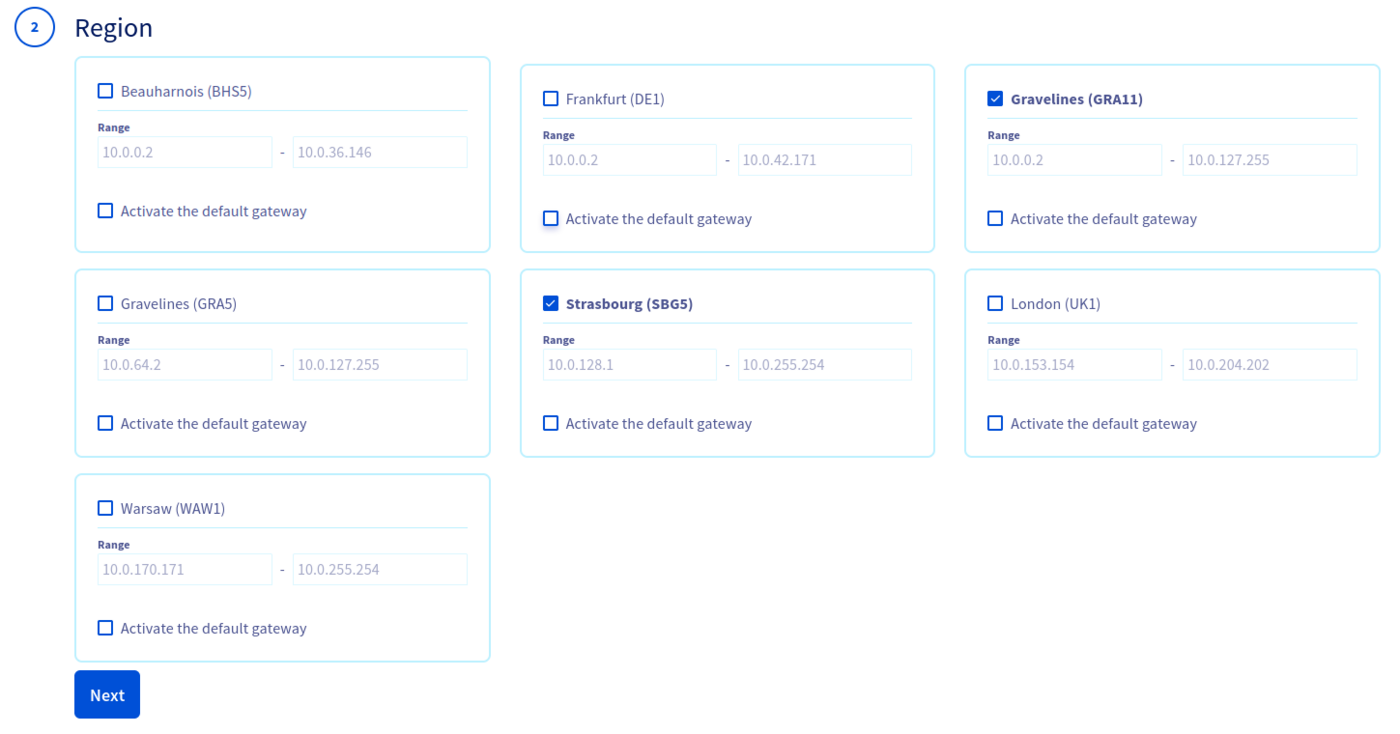 2
Region
Beauharnois (BHS5)
Range
10.0.0.2 - 10.0.36.146
Activate the default gateway
Frankfurt (DE1)
Range
10.0.0.2 - 10.0.42.171
Activate the default gateway
Gravelines (GRA11)
Range
10.0.0.2 - 10.0.127.255
Activate the default gateway
Gravelines (GRA5)
Range
10.0.64.2 - 10.0.127.255
Activate the default gateway
Strasbourg (SBG5)
Range
10.0.128.1 - 10.0.255.254
Activate the default gateway
London (UK1)
Range
10.0.153.154 - 10.0.204.202
Activate the default gateway
Warsaw (WAW1)
Range
10.0.170.171 - 10.0.255.254
Activate the default gateway
Next